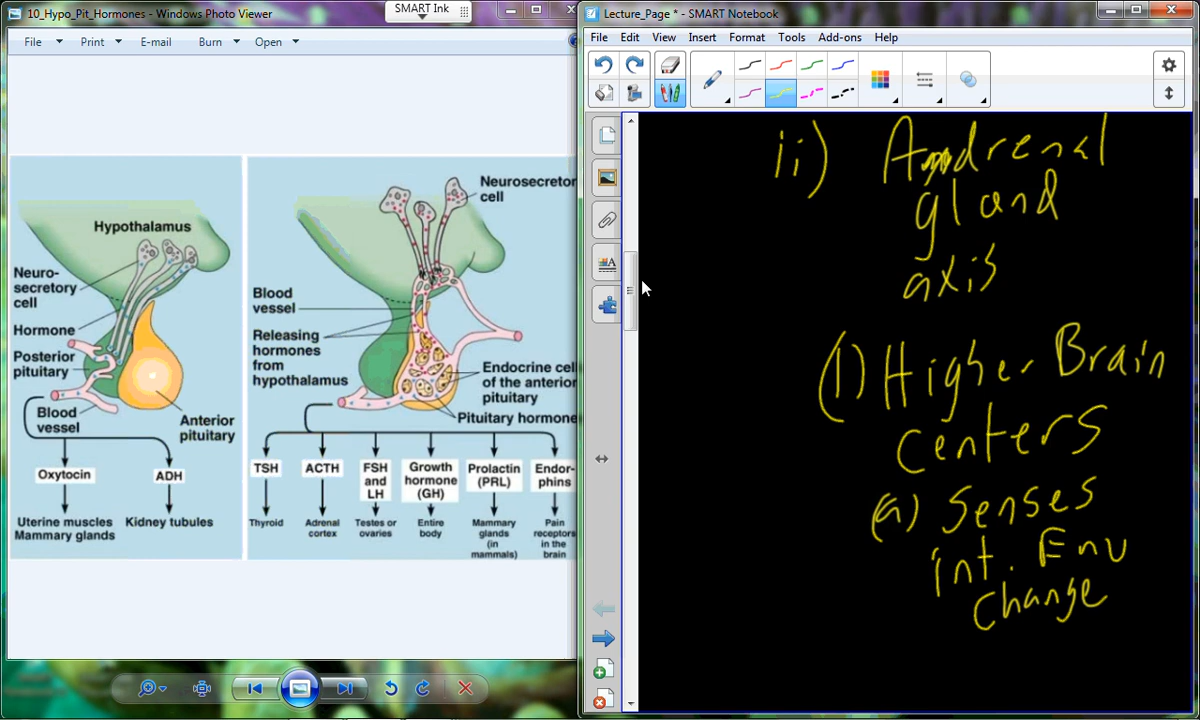 10_Hypo_Pit_Hormones - Windows Photo Viewer
SMART Ink
File Print E-mail Burn Open
Hypothalamus
Neuro-
secretory
cell
Hormone
Posterior
pituitary
Blood
vessel
Anterior
pituitary
Oxytocin
ADH
Uterine muscles
Mammary glands
Kidney tubules
Neurosecretor
cell
Blood
vessel
Releasing
hormones
from
hypothalamus
Endocrine cel
of the anterior
pituitary
Pituitary hormone
TSH
ACTH
FSH
and
LH
Growth
hormone
(GH)
Prolactin
(PRL)
Endor-
phins
Thyroid
Adrenal
cortex
Testes or
ovaries
Entire
body
Mammary
glands
(in
mammals)
Pain
receptors
in the
brain
Lecture_Page * - SMART Notebook
File Edit View Insert Format Tools Add-ons Help
ii) Adrenal
gland
axis
(1) Higher Brain
Centers
(a) Senses
int. Env
Change